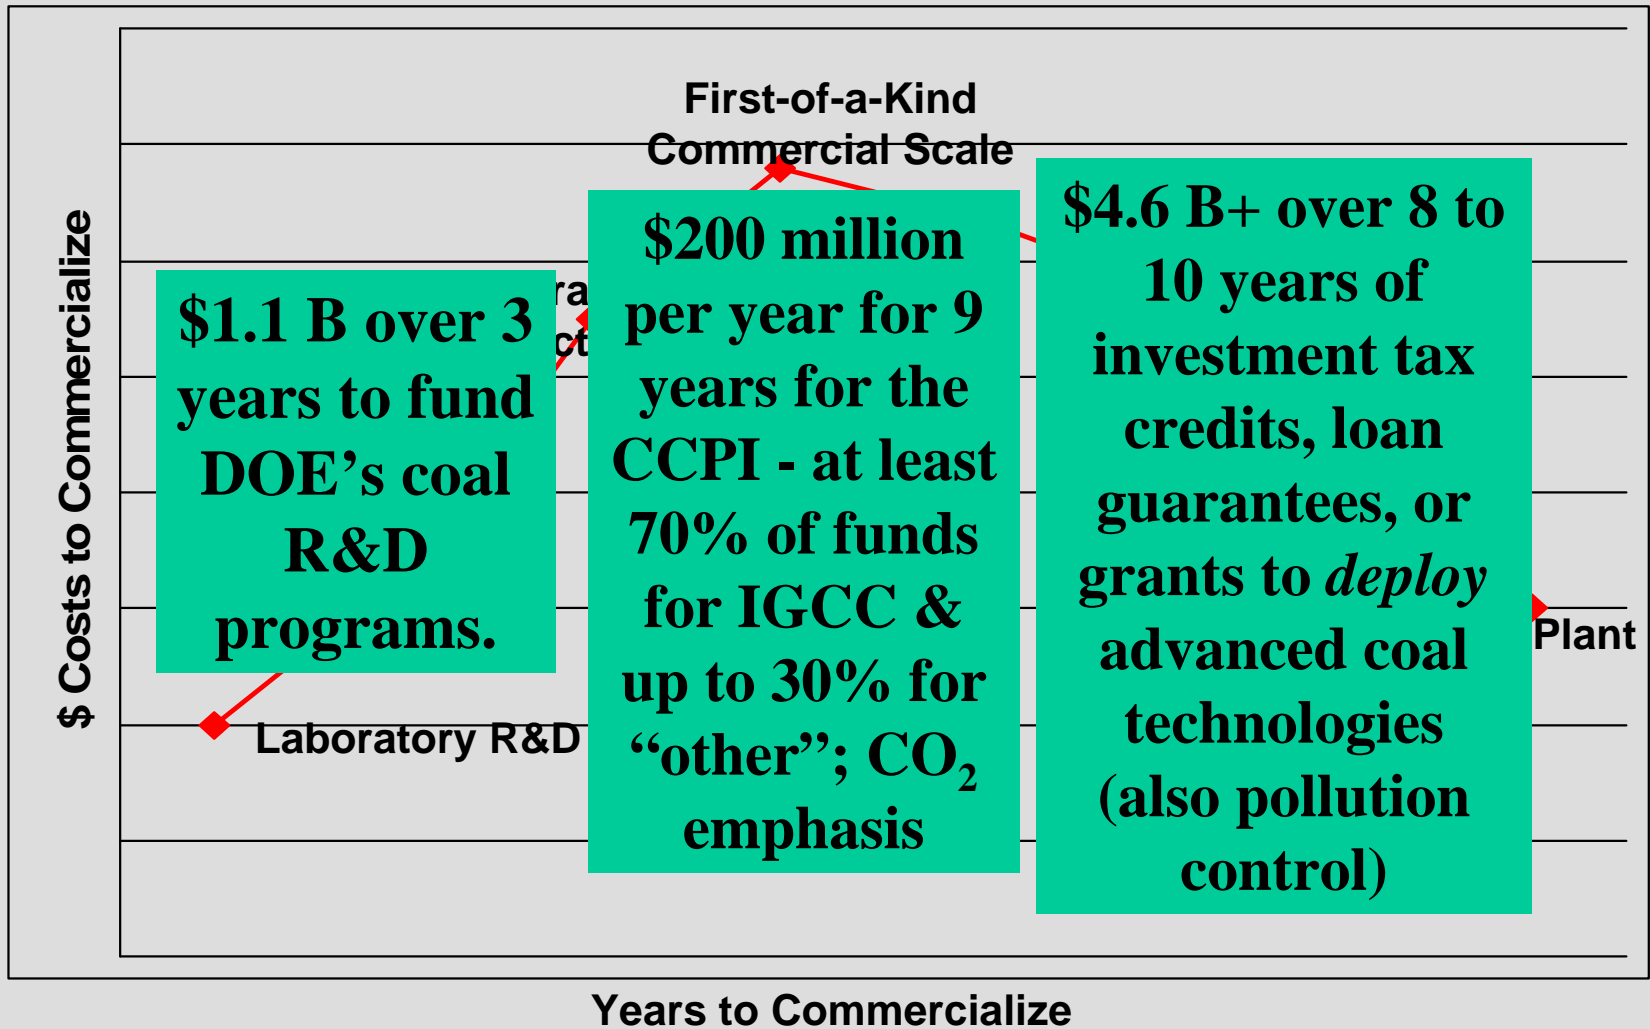 First-of-a-Kind
Commercial Scale
$ Costs to Commercialize
$1.1 B over 3
years to fund
DOE’s coal
R&D
programs.
$200 million
per year for 9
years for the
CCPI - at least
70% of funds
for IGCC &
up to 30% for
“other”; CO₂
emphasis
$4.6 B+ over 8 to
10 years of
investment tax
credits, loan
guarantees, or
grants to deploy
advanced coal
technologies
(also pollution
control)
Plant
Laboratory R&D
Years to Commercialize